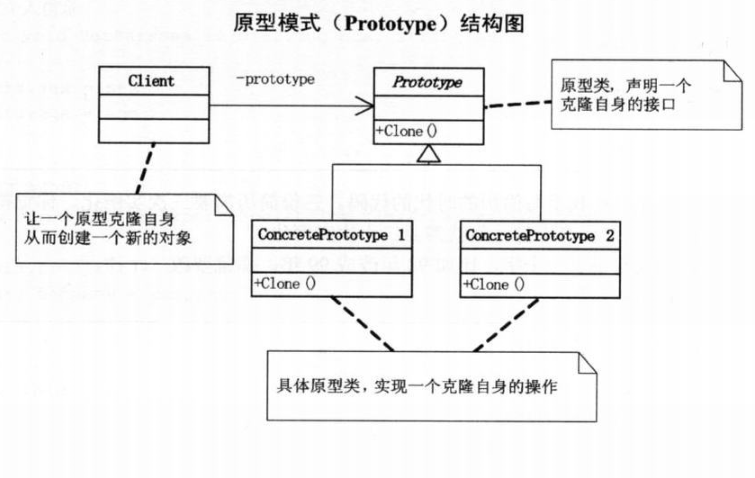 原型模式（Prototype）结构图
Client
-prototype
Prototype
+Clone()
原型类，声明一个
克隆自身的接口
让一个原型克隆自身
从而创建一个新的对象
ConcretePrototype 1
+Clone()
ConcretePrototype 2
+Clone()
具体原型类，实现一个克隆自身的操作